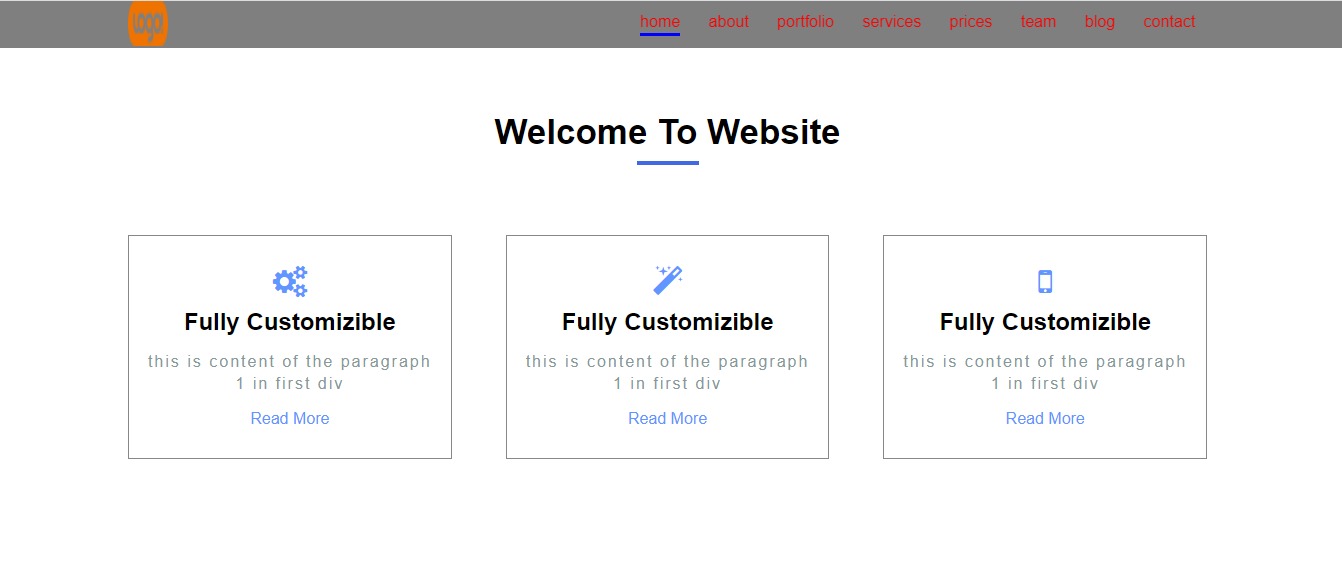 logo
home about portfolio services prices team blog contact
Welcome To Website
Fully Customizible
this is content of the paragraph
1 in first div
Read More
Fully Customizible
this is content of the paragraph
1 in first div
Read More
Fully Customizible
this is content of the paragraph
1 in first div
Read More